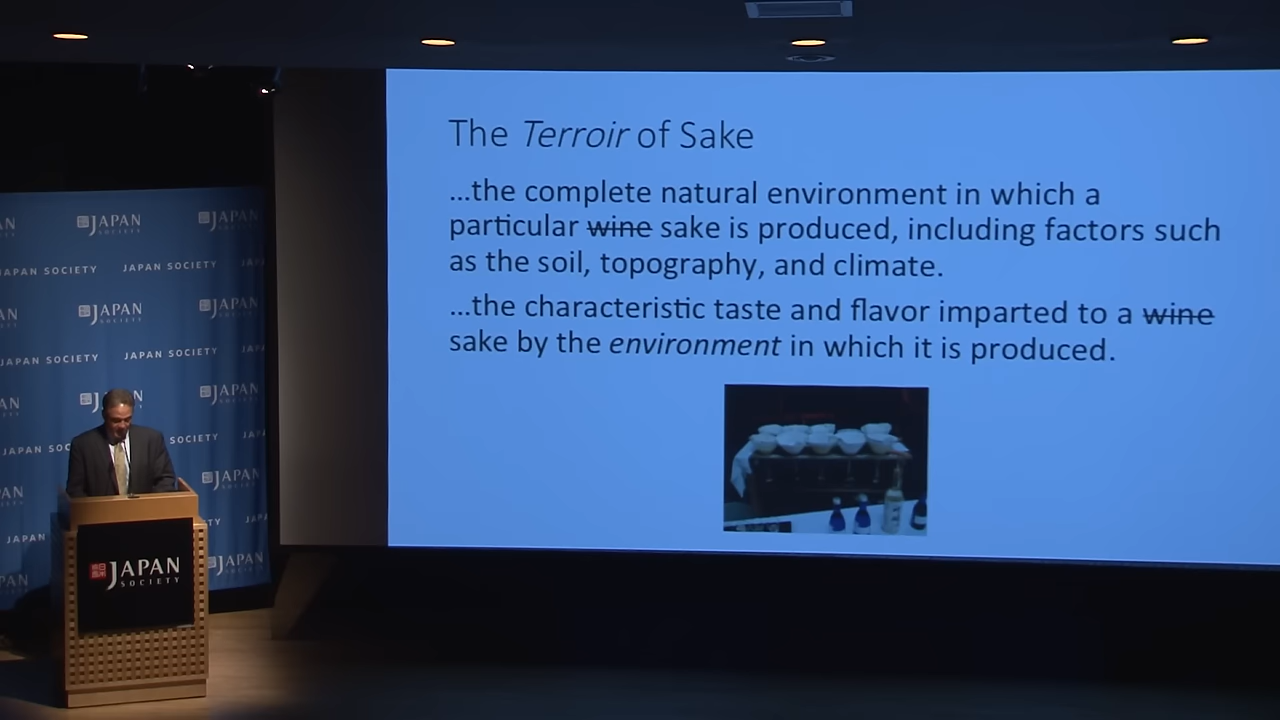 The Terroir of Sake
...the complete natural environment in which a
particular wine sake is produced, including factors such
as the soil, topography, and climate.
...the characteristic taste and flavor imparted to a wine
sake by the environment in which it is produced.
JAPAN
SOCIETY
JAPAN
SOCIETY
JAPAN SOCIETY
JAPAN SOCIETY
JAPAN
SOCIETY
JAPAN
SOCIETY
JAPAN SOCIETY
JAPAN SOCIETY
JAPAN
JAPAN
SOCIETY
JAPAN SOCIETY
SOCIETY
JAPAN
SOCIETY
JAPAN
JAPAN
SOCIETY
JAPAN
SOCIETY